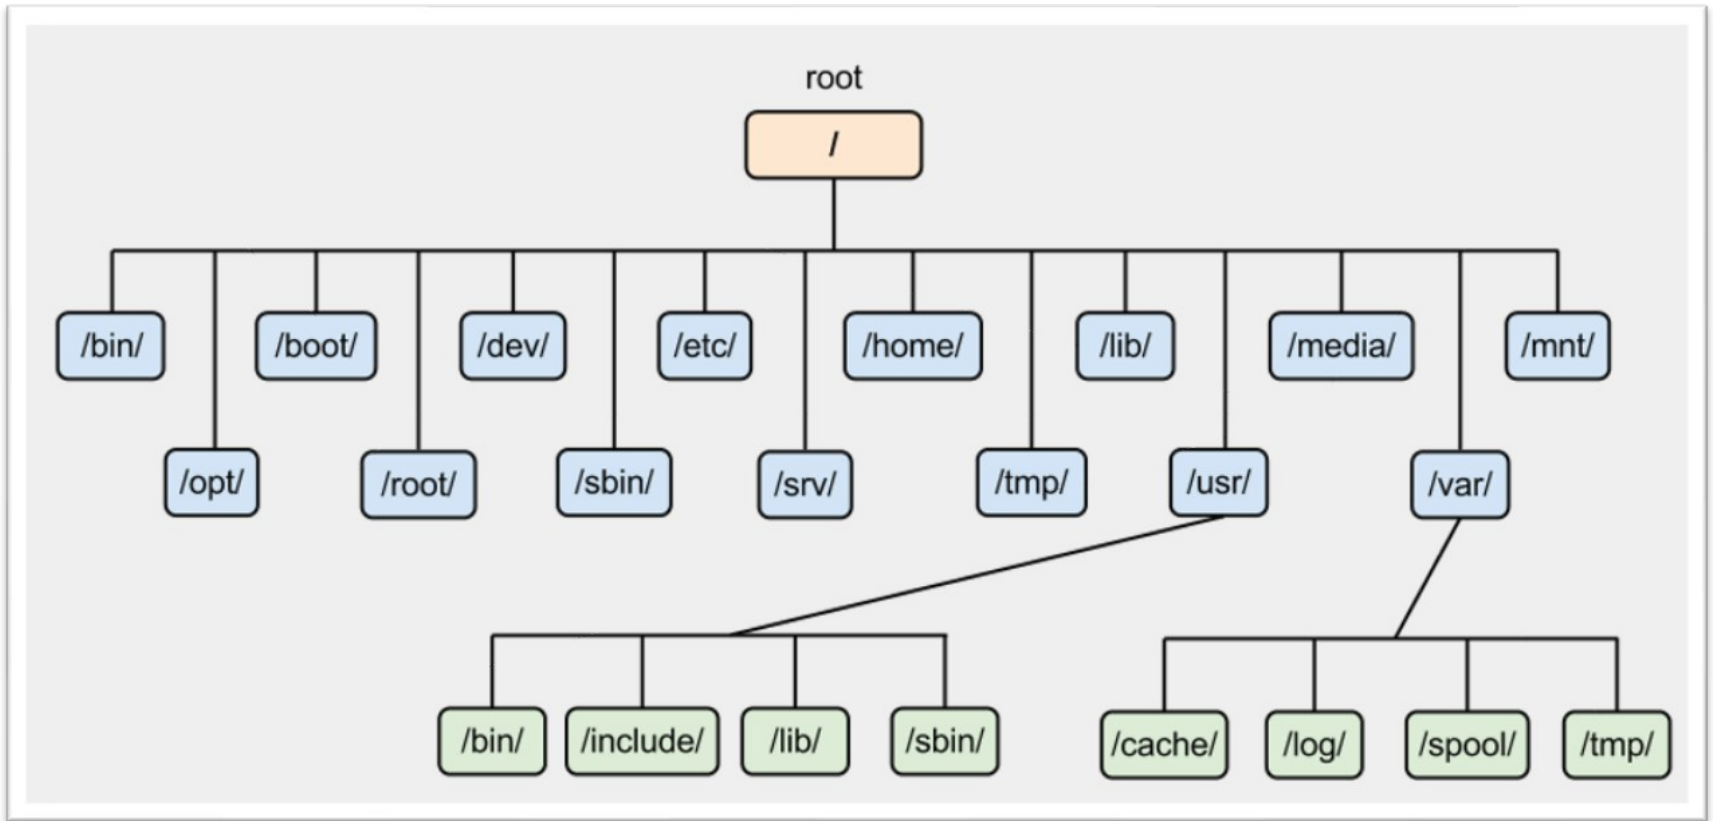 root
/
/bin/
/boot/
/dev/
/etc/
/home/
/lib/
/media/
/mnt/
/opt/
/root/
/sbin/
/srv/
/tmp/
/usr/
/var/
/bin/
/include/
/lib/
/sbin/
/cache/
/log/
/spool/
/tmp/